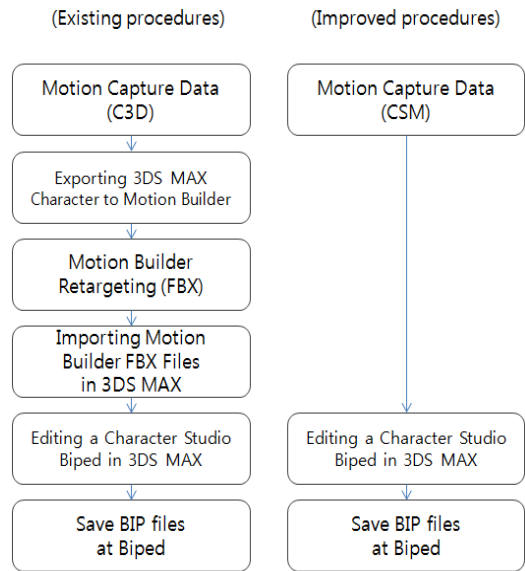 (Existing procedures)
(Improved procedures)
Motion Capture Data
(C3D)
Motion Capture Data
(CSM)
Exporting 3DS MAX
Character to Motion Builder
Motion Builder
Retargeting (FBX)
Importing Motion
Builder FBX Files
in 3DS MAX
Editing a Character Studio
Biped in 3DS MAX
Editing a Character Studio
Biped in 3DS MAX
Save BIP files
at Biped
Save BIP files
at Biped